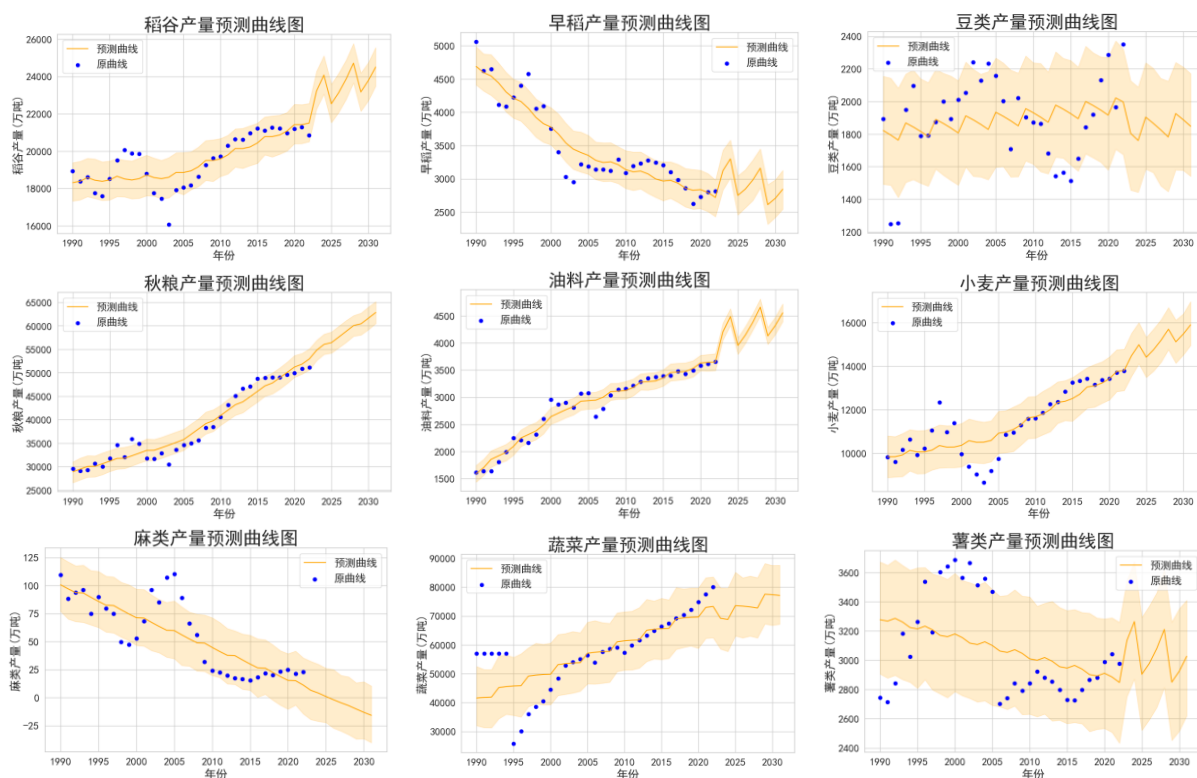 稻谷产量预测曲线图
稻谷产量(万吨)
26000
24000
22000
20000
18000
16000
预测曲线
原曲线
1990 1995 2000 2005 2010 2015 2020 2025 2030
年份
早稻产量预测曲线图
早稻产量(万吨)
5000
4500
4000
3500
3000
2500
预测曲线
原曲线
1990 1995 2000 2005 2010 2015 2020 2025 2030
年份
豆类产量预测曲线图
豆类产量(万吨)
2400
2200
2000
1800
1600
1400
1200
预测曲线
原曲线
1990 1995 2000 2005 2010 2015 2020 2025 2030
年份
秋粮产量预测曲线图
秋粮产量(万吨)
65000
60000
55000
50000
45000
40000
35000
30000
25000
预测曲线
原曲线
1990 1995 2000 2005 2010 2015 2020 2025 2030
年份
油料产量预测曲线图
油料产量(万吨)
4500
4000
3500
3000
2500
2000
1500
预测曲线
原曲线
1990 1995 2000 2005 2010 2015 2020 2025 2030
年份
小麦产量预测曲线图
小麦产量(万吨)
16000
14000
12000
10000
预测曲线
原曲线
1990 1995 2000 2005 2010 2015 2020 2025 2030
年份
麻类产量预测曲线图
麻类产量(万吨)
125
100
75
50
25
0
−25
预测曲线
原曲线
1990 1995 2000 2005 2010 2015 2020 2025 2030
年份
蔬菜产量预测曲线图
蔬菜产量(万吨)
90000
80000
70000
60000
50000
40000
30000
预测曲线
原曲线
1990 1995 2000 2005 2010 2015 2020 2025 2030
年份
薯类产量预测曲线图
薯类产量(万吨)
3600
3400
3200
3000
2800
2600
2400
预测曲线
原曲线
1990 1995 2000 2005 2010 2015 2020 2025 2030
年份